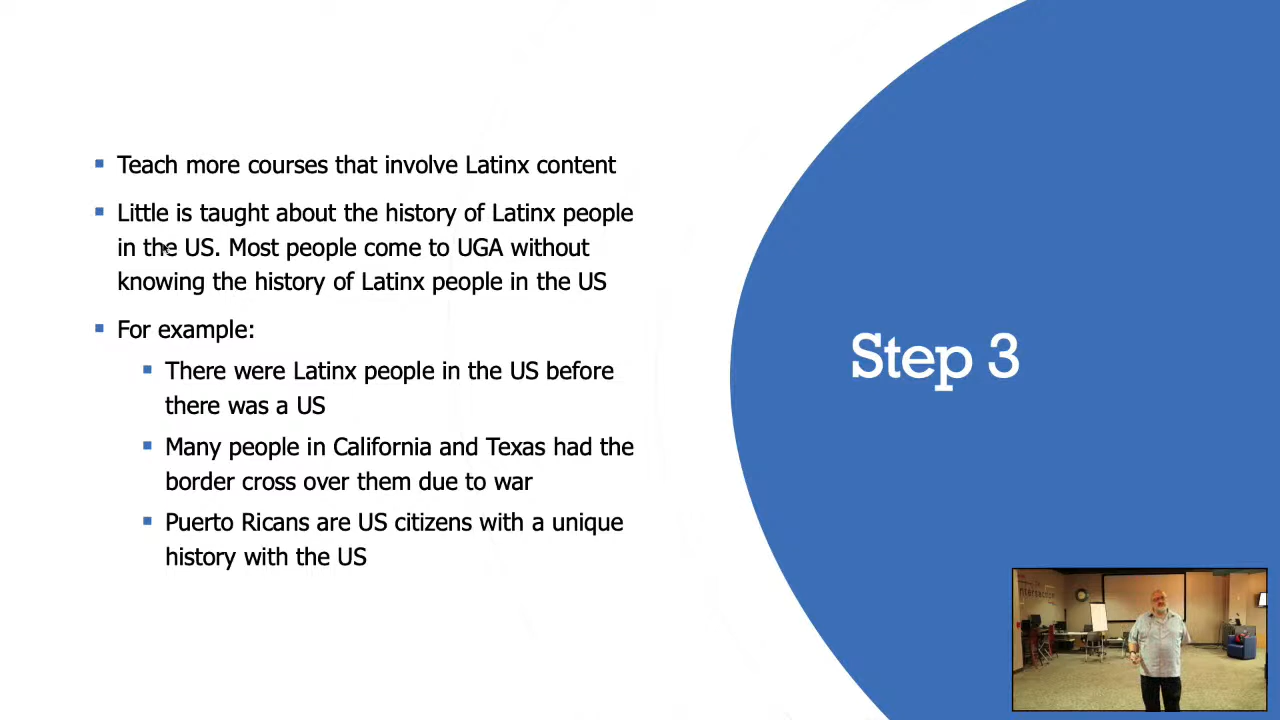 Teach more courses that involve Latinx content
Little is taught about the history of Latinx people
in the US. Most people come to UGA without
knowing the history of Latinx people in the US
For example:
There were Latinx people in the US before
there was a US
Many people in California and Texas had the
border cross over them due to war
Puerto Ricans are US citizens with a unique
history with the US
Step 3